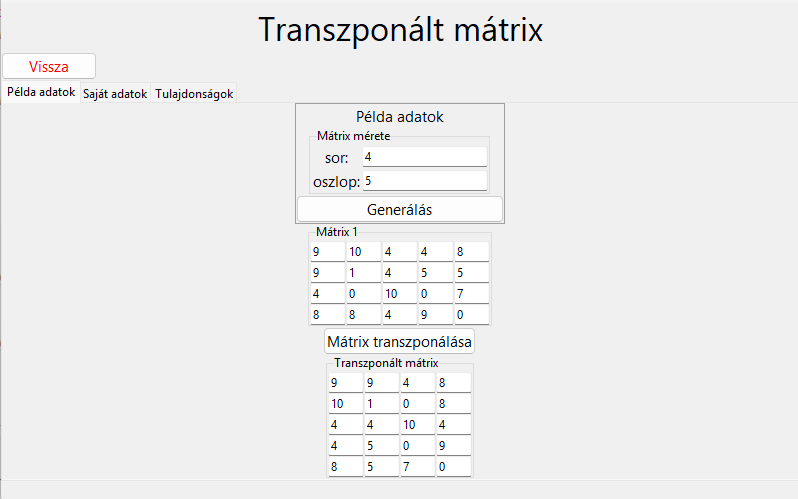 Transzponált mátrix
Vissza
Példa adatok Saját adatok Tulajdonságok
Példa adatok
Mátrix mérete
sor: 4
oszlop: 5
Generálás
Mátrix 1
9 10 4 4 8
9 1 4 5 5
4 0 10 0 7
8 8 4 9 0
Mátrix transzponálása
Transzponált mátrix
9 9 4 8
10 1 0 8
4 4 10 4
4 5 0 9
8 5 7 0